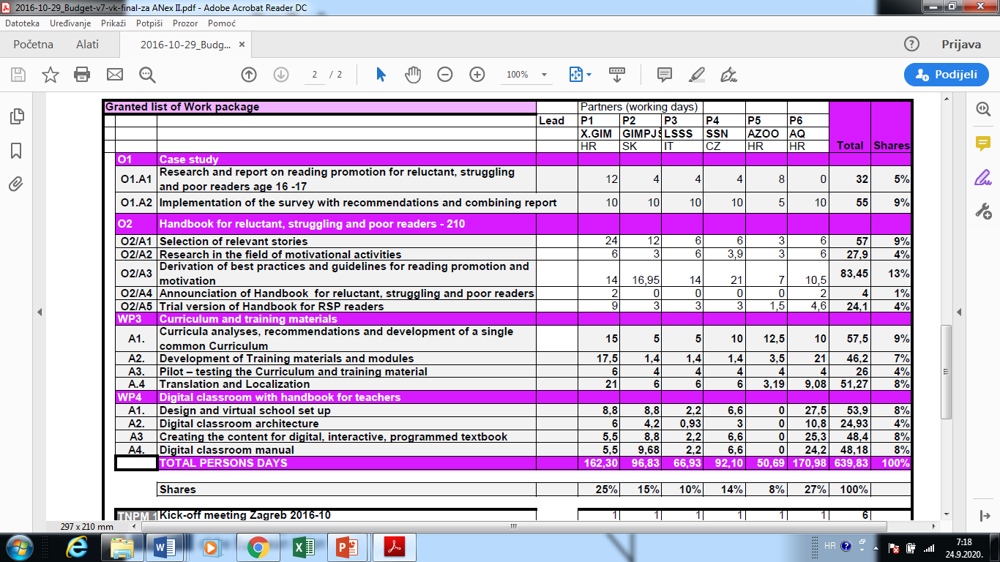 2016-10-29_Budget-v7-vk-final-za ANex II.pdf - Adobe Acrobat Reader DC
Datoteka Uređivanje Prikaži Potpiši Prozor Pomoć
Početna Alati 2016-10-29_Budg... × Prijava
2 / 2 100% Podijeli
Granted list of Work package Partners (working days)
Lead P1 P2 P3 P4 P5 P6
X.GIM GIMPJŠ LSSS SSN AZOO AQ
HR SK IT CZ HR HR Total Shares
O1 Case study
O1.A1 Research and report on reading promotion for reluctant, struggling
and poor readers age 16 -17 12 4 4 4 8 0 32 5%
O1.A2 Implementation of the survey with recommendations and combining report 10 10 10 10 5 10 55 9%
O2 Handbook for reluctant, struggling and poor readers - 210
O2/A1 Selection of relevant stories 24 12 6 6 3 6 57 9%
O2/A2 Research in the field of motivational activities 6 3 6 3,9 3 6 27,9 4%
O2/A3 Derivation of best practices and guidelines for reading promotion and
motivation 14 16,95 14 21 7 10,5 83,45 13%
O2/A4 Announciation of Handbook for reluctant, struggling and poor readers 2 0 0 0 0 2 4 1%
O2/A5 Trial version of Handbook for RSP readers 9 3 3 3 1,5 4,6 24,1 4%
WP3 Curriculum and training materials
A1. Curricula analyses, recommendations and development of a single
common Curriculum 15 5 5 10 12,5 10 57,5 9%
A2. Development of Training materials and modules 17,5 1,4 1,4 1,4 3,5 21 46,2 7%
A3. Pilot – testing the Curriculum and training material 6 4 4 4 4 4 26 4%
A.4 Translation and Localization 21 6 6 6 3,19 9,08 51,27 8%
WP4 Digital classroom with handbook for teachers
A1. Design and virtual school set up 8,8 8,8 2,2 6,6 0 27,5 53,9 8%
A2. Digital classroom architecture 6 4,2 0,93 3 0 10,8 24,93 4%
A3 Creating the content for digital, interactive, programmed textbook 5,5 8,8 2,2 6,6 0 25,3 48,4 8%
A4. Digital classroom manual 5,5 9,68 2,2 6,6 0 24,2 48,18 8%
TOTAL PERSONS DAYS 162,30 96,83 66,93 92,10 50,69 170,98 639,83 100%
Shares 25% 15% 10% 14% 8% 27% 100%
TNPM 1 Kick-off meeting Zagreb 2016-10 1 1 1 1 1 1 6
297 x 210 mm
HR 7:18
24.9.2020.